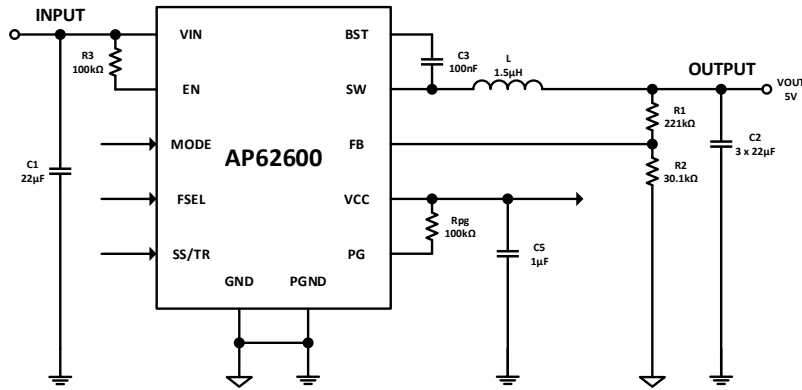 INPUT
VIN
BST
R3
100kΩ
C3
100nF
L
1.5µH
OUTPUT
EN
SW
VOUT
5V
R1
221kΩ
C1
22µF
MODE
AP62600
FB
C2
3 x 22µF
R2
30.1kΩ
FSEL
VCC
Rpg
100kΩ
C5
1µF
SS/TR
PG
GND
PGND